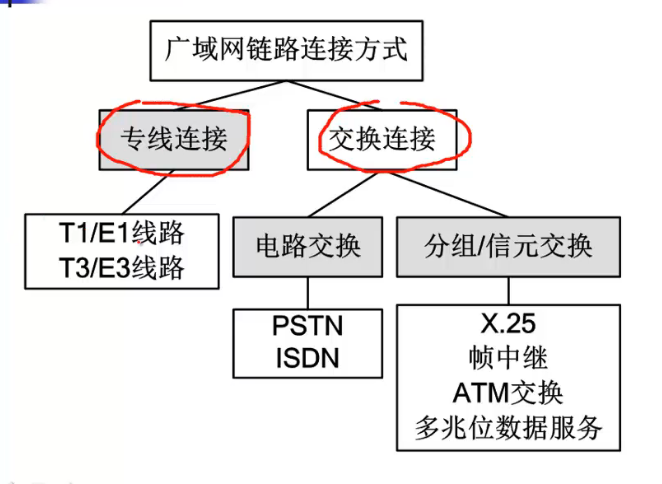 广域网链路连接方式
专线连接
交换连接
T1/E1线路
T3/E3线路
电路交换
分组/信元交换
PSTN
ISDN
X.25
帧中继
ATM交换
多兆位数据服务